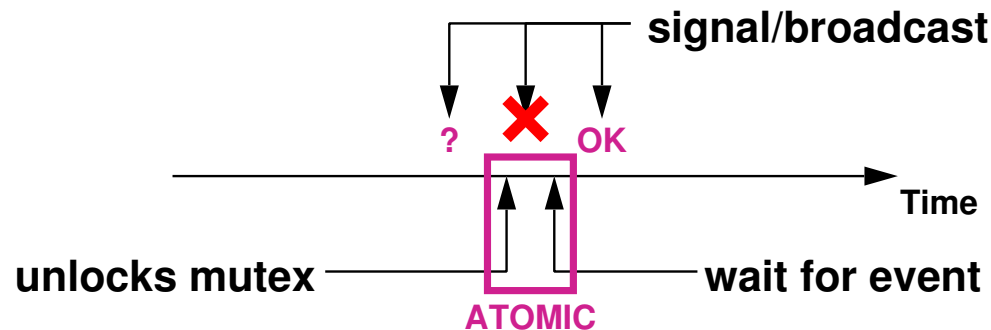 signal/broadcast
? OK
Time
unlocks mutex wait for event
ATOMIC